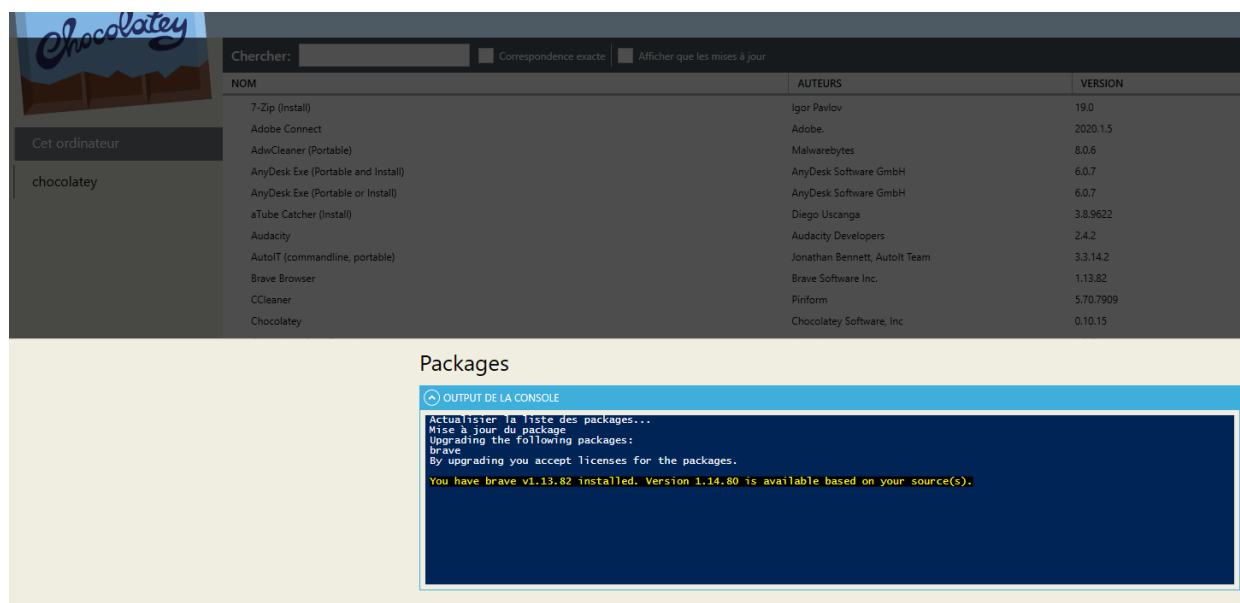 Chocolatey
Chercher:
Correspondence exacte
Afficher que les mises à jour
NOM AUTEURS VERSION
7-Zip (Install) Igor Pavlov 19.0
Adobe Connect Adobe. 2020.1.5
Cet ordinateur
AdwCleaner (Portable) Malwarebytes 8.0.6
AnyDesk Exe (Portable and Install) AnyDesk Software GmbH 6.0.7
chocolatey
AnyDesk Exe (Portable or Install) AnyDesk Software GmbH 6.0.7
aTube Catcher (Install) Diego Uscanga 3.8.9622
Audacity Audacity Developers 2.4.2
AutoIT (commandline, portable) Jonathan Bennett, AutoIt Team 3.3.14.2
Brave Browser Brave Software Inc. 1.13.82
CCleaner Piriform 5.70.7909
Chocolatey Chocolatey Software, Inc 0.10.15
Packages
OUTPUT DE LA CONSOLE
Actualisier la liste des packages...
Mise à jour du package
Upgrading the following packages:
brave
By upgrading you accept licenses for the packages.
You have brave v1.13.82 installed. Version 1.14.80 is available based on your source(s).